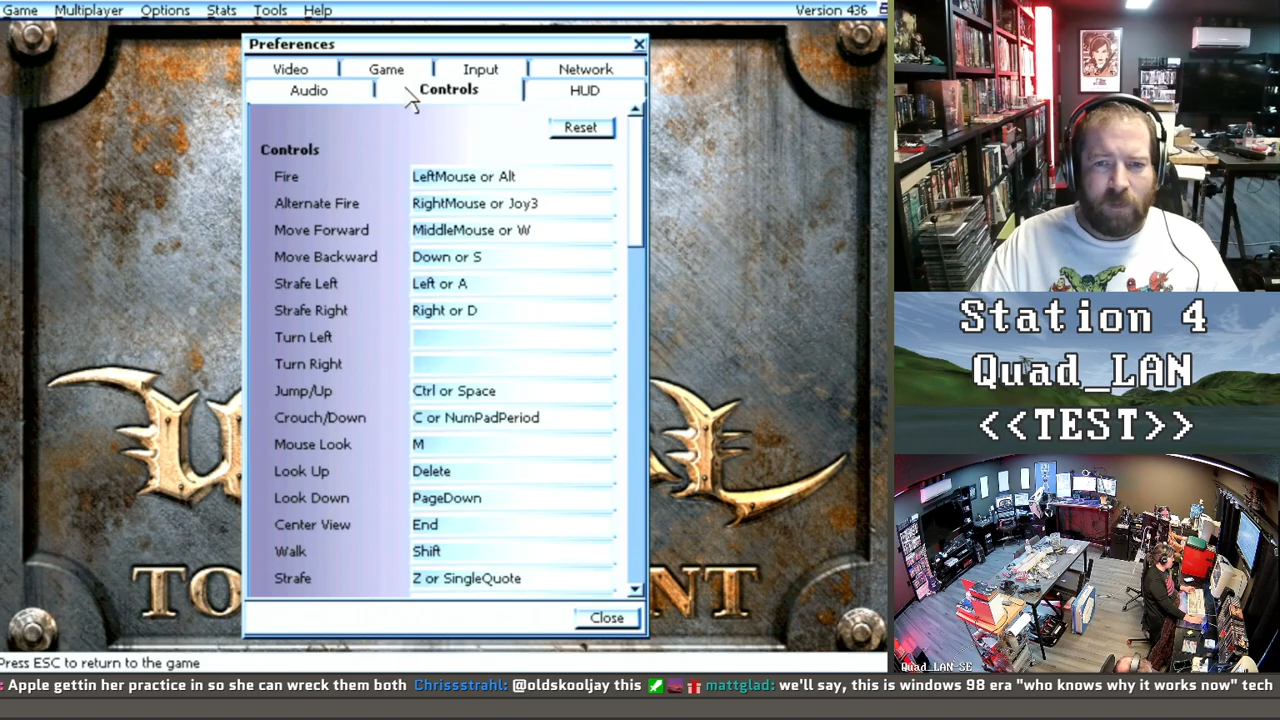 Game Multiplayer Options Stats Tools Help Version 436
Preferences
Video Game Input Network
Audio Controls HUD
Reset
Controls
Fire LeftMouse or Alt
Alternate Fire RightMouse or Joy3
Move Forward MiddleMouse or W
Move Backward Down or S
Strafe Left Left or A
Strafe Right Right or D
Turn Left
Turn Right
Jump/Up Ctrl or Space
Crouch/Down C or NumPadPeriod
Mouse Look M
Look Up Delete
Look Down PageDown
Center View End
Walk Shift
Strafe Z or SingleQuote
Close
Press ESC to return to the game
Station 4
Quad_LAN
<<TEST>>
Quad_LAN-SE
: Apple gettin her practice in so she can wreck them both Chrissstrahl: @oldskooljay this mattglad: we'll say, this is windows 98 era "who knows why it works now" tech